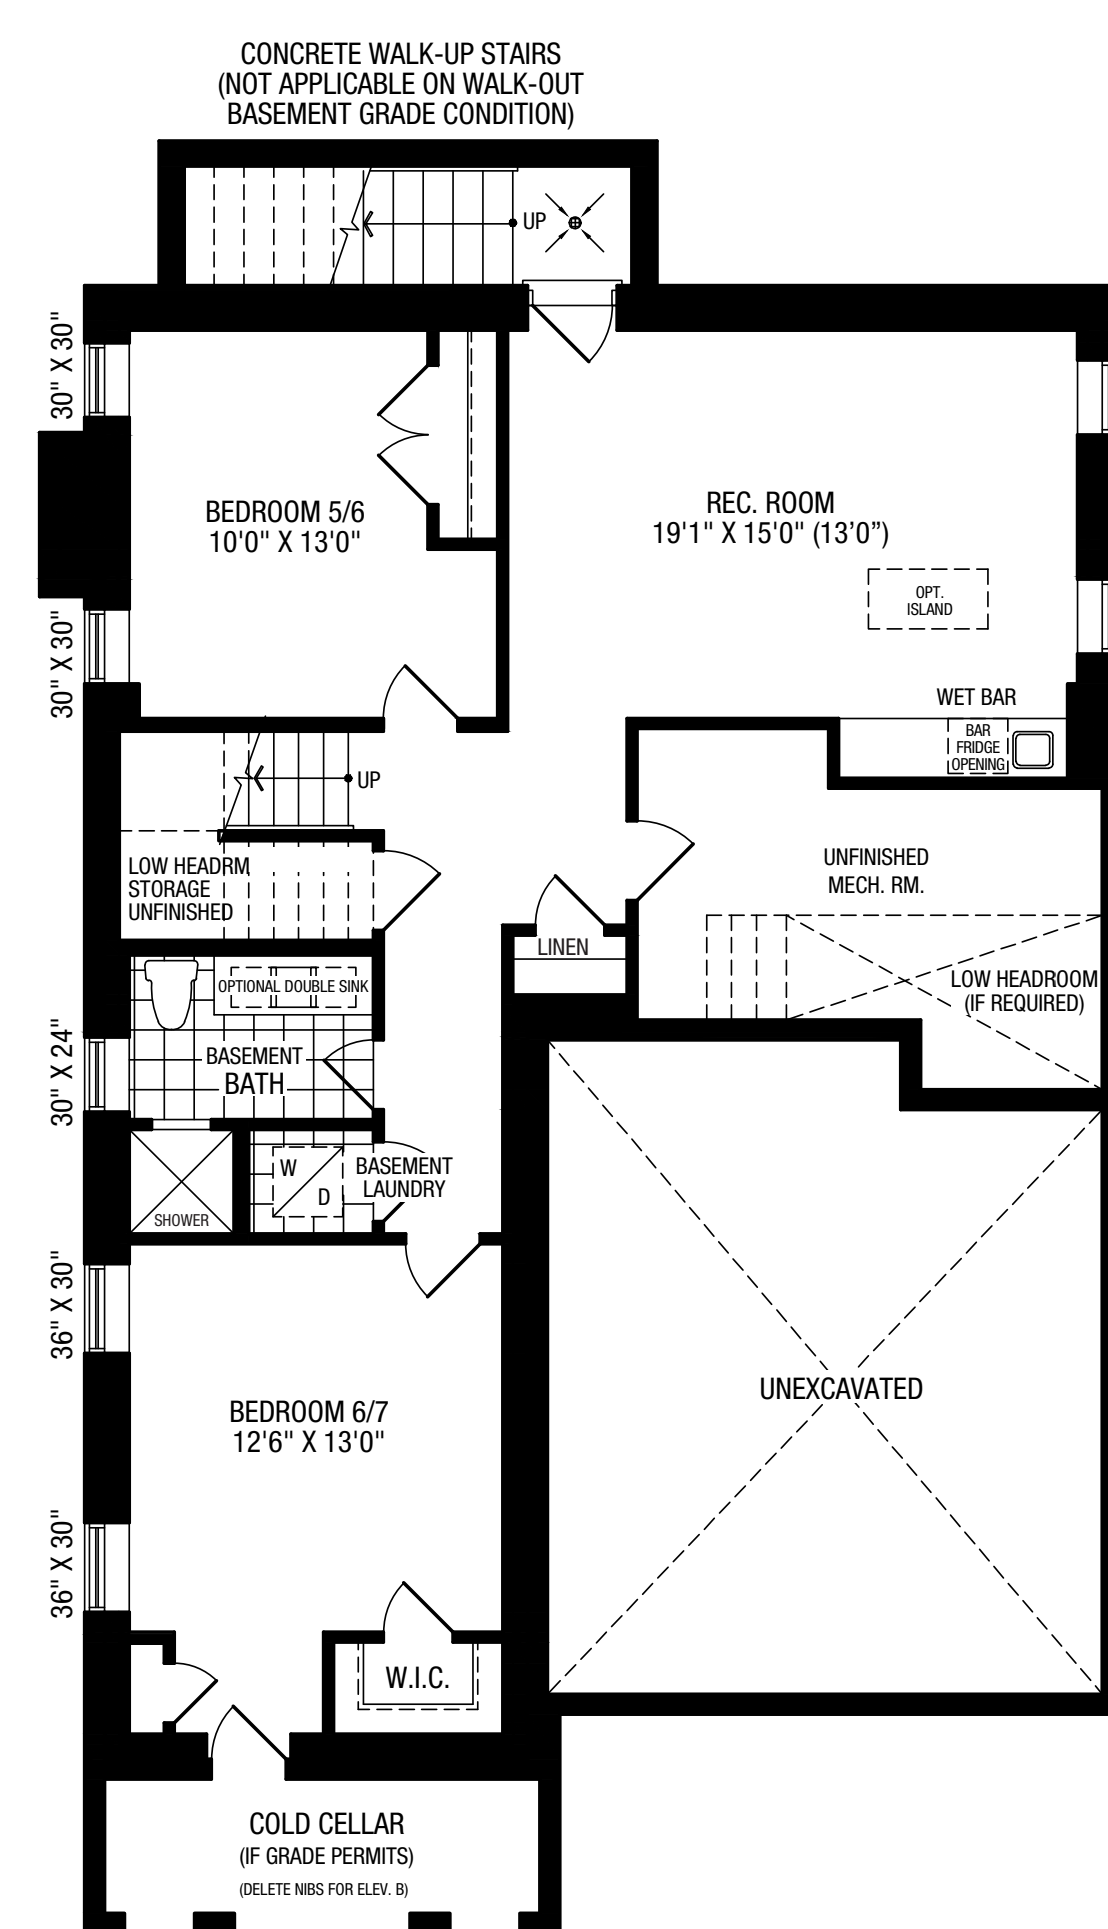 CONCRETE WALK-UP STAIRS
(NOT APPLICABLE ON WALK-OUT
BASEMENT GRADE CONDITION)
UP
30" X 30"
BEDROOM 5/6
10'0" X 13'0"
REC. ROOM
19'1" X 15'0" (13’0”)
OPT.
ISLAND
30" X 30"
WET BAR
BAR
FRIDGE
OPENING
UP
LOW HEADRM
STORAGE
UNFINISHED
UNFINISHED
MECH. RM.
LINEN
LOW HEADROOM
(IF REQUIRED)
OPTIONAL DOUBLE SINK
30" X 24"
BASEMENT
BATH
W
D
BASEMENT
LAUNDRY
SHOWER
36" X 30"
BEDROOM 6/7
12'6" X 13'0"
UNEXCAVATED
36" X 30"
W.I.C.
COLD CELLAR
(IF GRADE PERMITS)
(DELETE NIBS FOR ELEV. B)